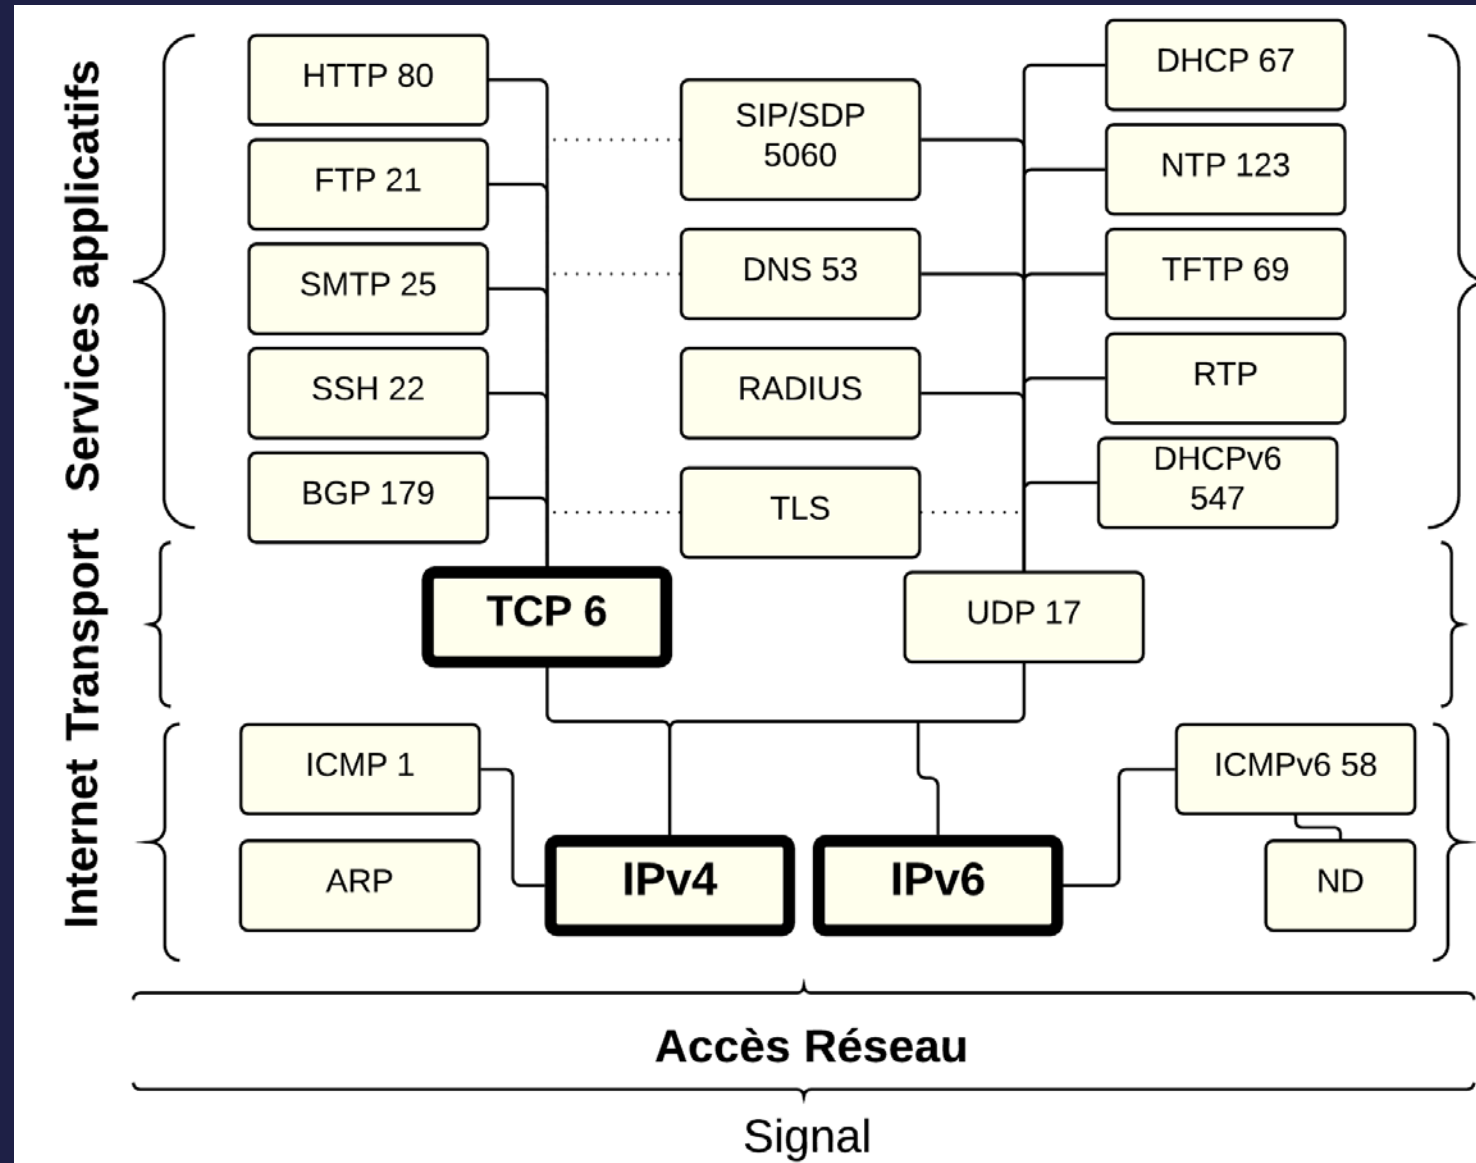 Services applicatifs
HTTP 80
FTP 21
SMTP 25
SSH 22
BGP 179
SIP/SDP
5060
DNS 53
RADIUS
TLS
DHCP 67
NTP 123
TFTP 69
RTP
DHCPv6
547
Transport
TCP 6
UDP 17
Internet
ICMP 1
ARP
IPv4
IPv6
ICMPv6 58
ND
Accès Réseau
Signal